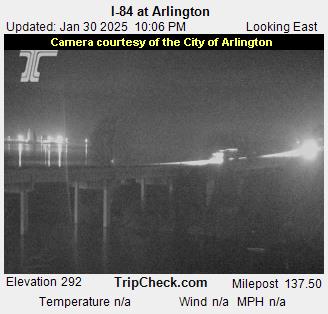 I-84 at Arlington
Updated: Jan 30 2025 10:06 PM Looking East
Camera courtesy of the City of Arlington
Elevation 292 TripCheck.com Milepost 137.50
Temperature n/a Wind n/a MPH n/a